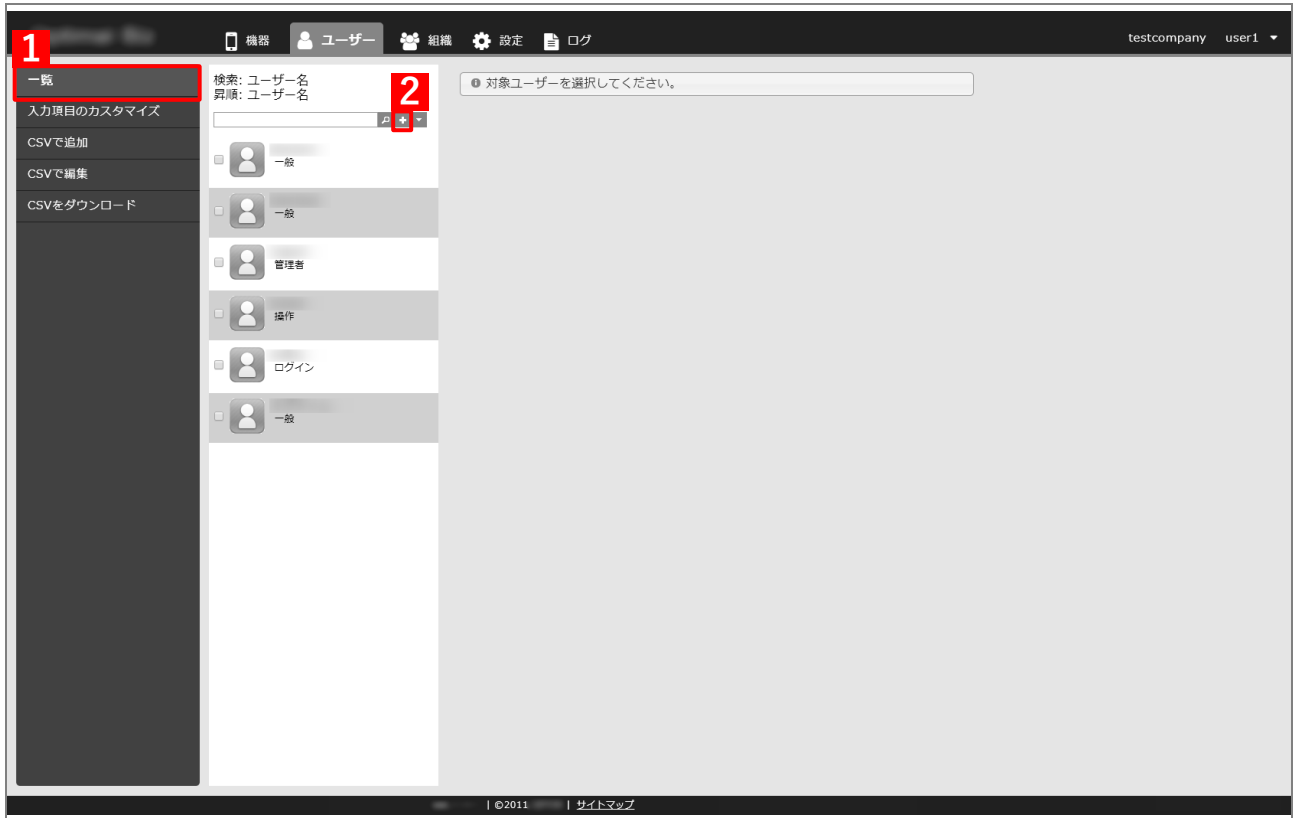 機器 ユーザー 組織 設定 ログ testcompany user1
1
一覧
入力項目のカスタマイズ
CSVで追加
CSVで編集
CSVをダウンロード
検索: ユーザー名
昇順: ユーザー名
2
一般
一般
管理者
操作
ログイン
一般
対象ユーザーを選択してください。
| ©2011 | サイトマップ